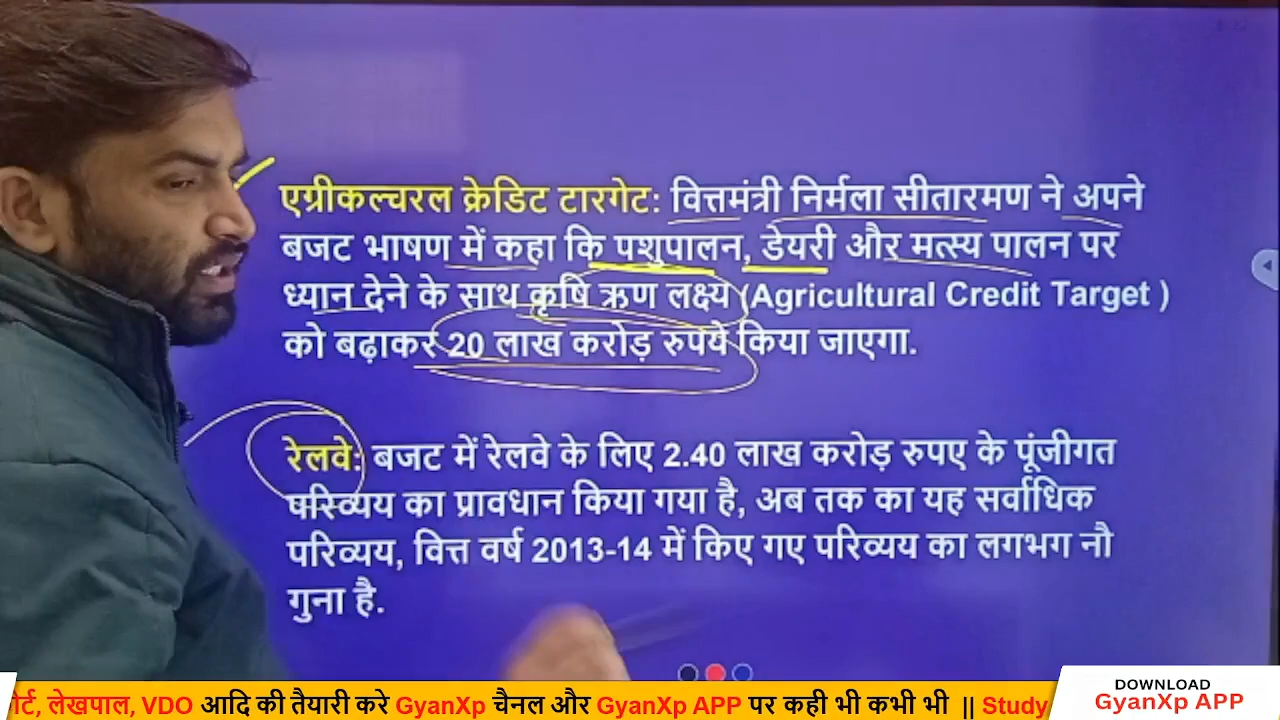 एग्रीकल्चरल क्रेडिट टारगेट: वित्तमंत्री निर्मला सीतारमण ने अपने
बजट भाषण में कहा कि पशुपालन, डेयरी और मत्स्य पालन पर
ध्यान देने के साथ कृषि ऋण लक्ष्य (Agricultural Credit Target )
को बढ़ाकर 20 लाख करोड़ रुपये किया जाएगा.
रेलवे: बजट में रेलवे के लिए 2.40 लाख करोड़ रुपए के पूंजीगत
परिव्यय का प्रावधान किया गया है, अब तक का यह सर्वाधिक
परिव्यय, वित्त वर्ष 2013-14 में किए गए परिव्यय का लगभग नौ
गुना है.
लेखपाल, VDO आदि की तैयारी करे GyanXp चैनल और GyanXp APP पर कही भी कभी भी || Study
DOWNLOAD
GyanXp APP